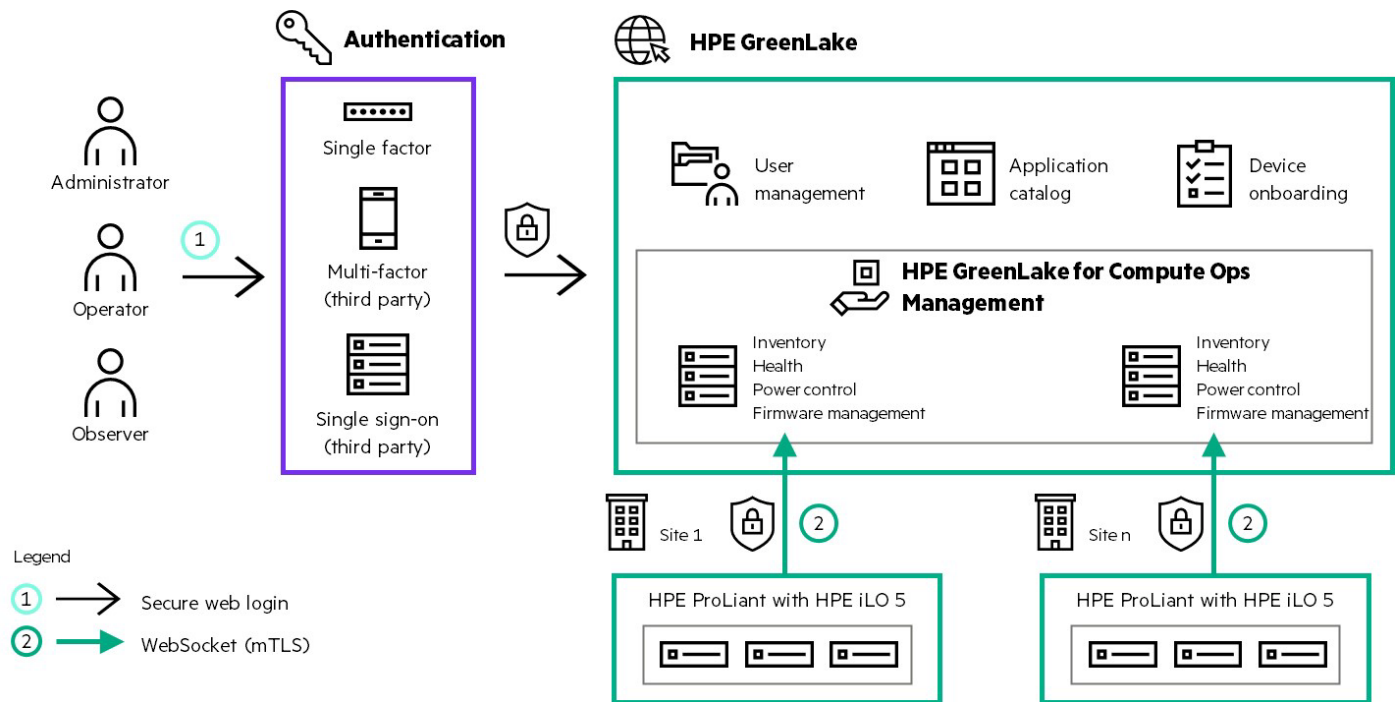 Authentication
HPE GreenLake
Administrator
Operator
Observer
1
Single factor
Multi-factor
(third party)
Single sign-on
(third party)
User
management
Application
catalog
Device
onboarding
HPE GreenLake for Compute Ops
Management
Inventory
Health
Power control
Firmware management
Inventory
Health
Power control
Firmware management
Site 1
2
Site n
2
HPE ProLiant with HPE iLO 5
HPE ProLiant with HPE iLO 5
Legend
1 Secure web login
2 WebSocket (mTLS)